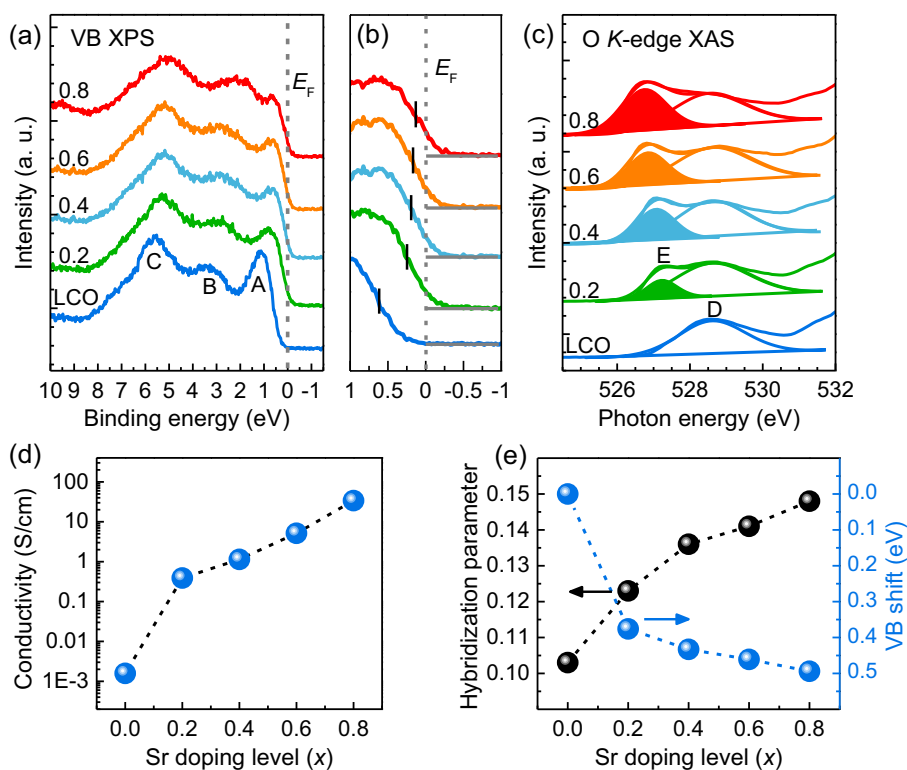 (a) VB XPS
E_F
0.8
0.6
0.4
0.2
LCO
C
B
A
Intensity (a. u.)
10 9 8 7 6 5 4 3 2 1 0 -1
Binding energy (eV)
(b)
E_F
1 0.5 0 -0.5 -1
(c) O K-edge XAS
0.8
0.6
0.4
E
0.2
D
LCO
Intensity (a. u.)
526 528 530 532
Photon energy (eV)
(d)
100
10
1
0.1
0.01
1E-3
Conductivity (S/cm)
0.0 0.2 0.4 0.6 0.8
Sr doping level (x)
(e)
0.15
0.14
0.13
0.12
0.11
0.10
Hybridization parameter
0.0
0.1
0.2
0.3
0.4
0.5
VB shift (eV)
0.0 0.2 0.4 0.6 0.8
Sr doping level (x)